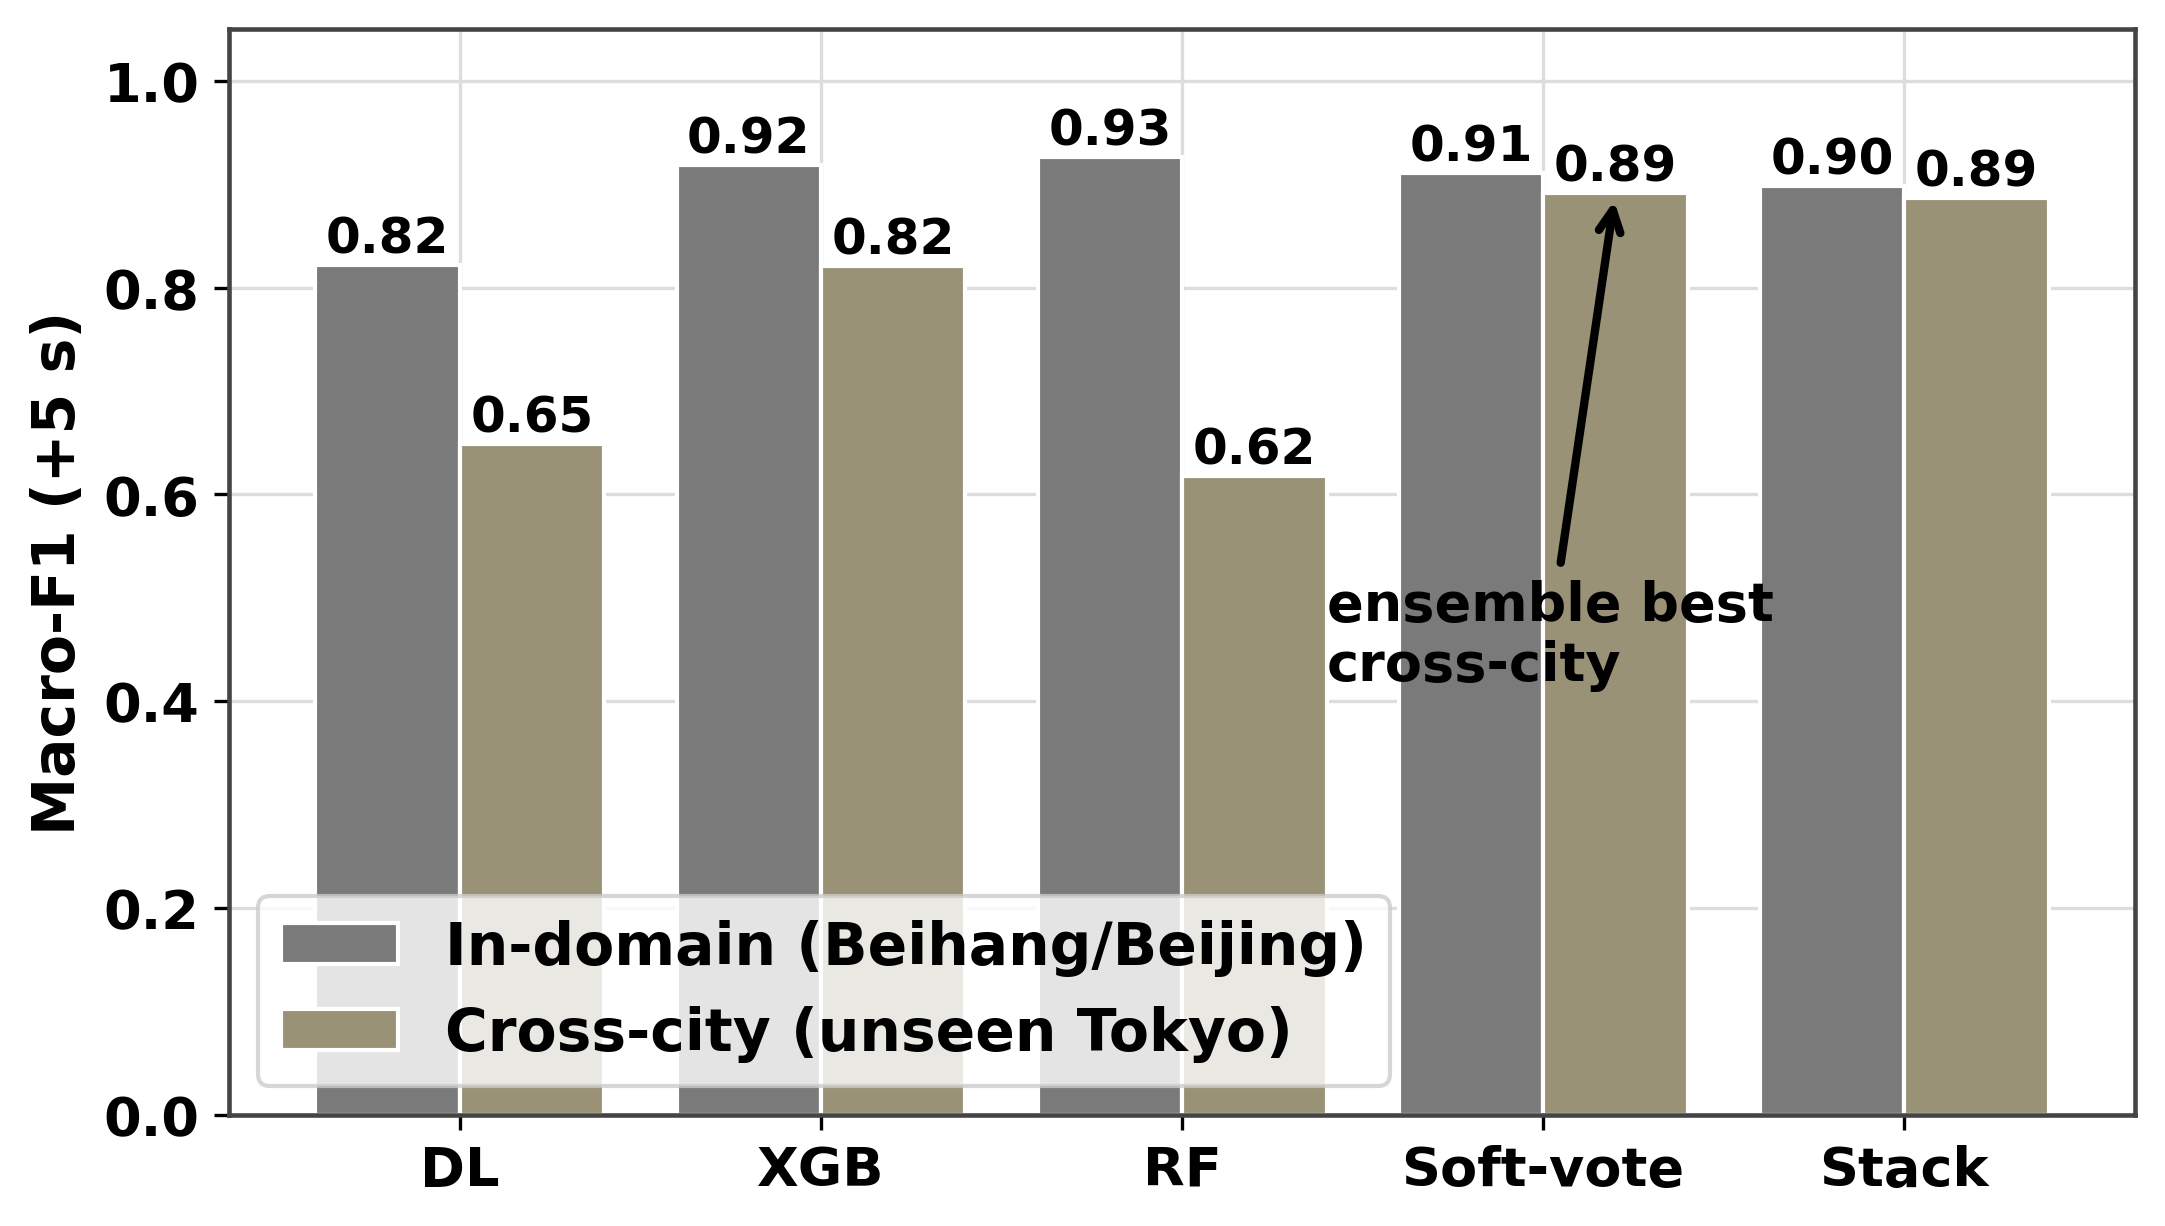 Macro-F1 (+5 s)
1.0
0.8
0.6
0.4
0.2
0.0
0.82
0.65
0.92
0.82
0.93
0.62
0.91
0.89
0.90
0.89
ensemble best
cross-city
In-domain (Beihang/Beijing)
Cross-city (unseen Tokyo)
DL
XGB
RF
Soft-vote
Stack